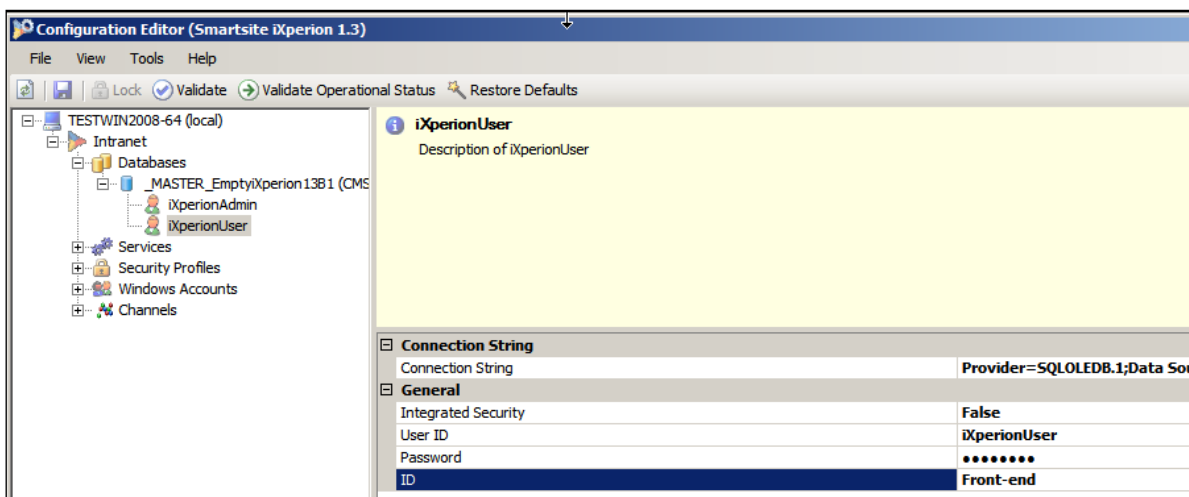 Configuration Editor (Smartsite iXperion 1.3)
File View Tools Help
Lock Validate Validate Operational Status Restore Defaults
TESTWIN2008-64 (local)
Intranet
Databases
_MASTER_EmptyiXperion13B1 (CMS
iXperionAdmin
iXperionUser
Services
Security Profiles
Windows Accounts
Channels
iXperionUser
Description of iXperionUser
Connection String
Connection String Provider=SQLOLEDB.1;Data Sou
General
Integrated Security False
User ID iXperionUser
Password ••••••••
ID Front-end